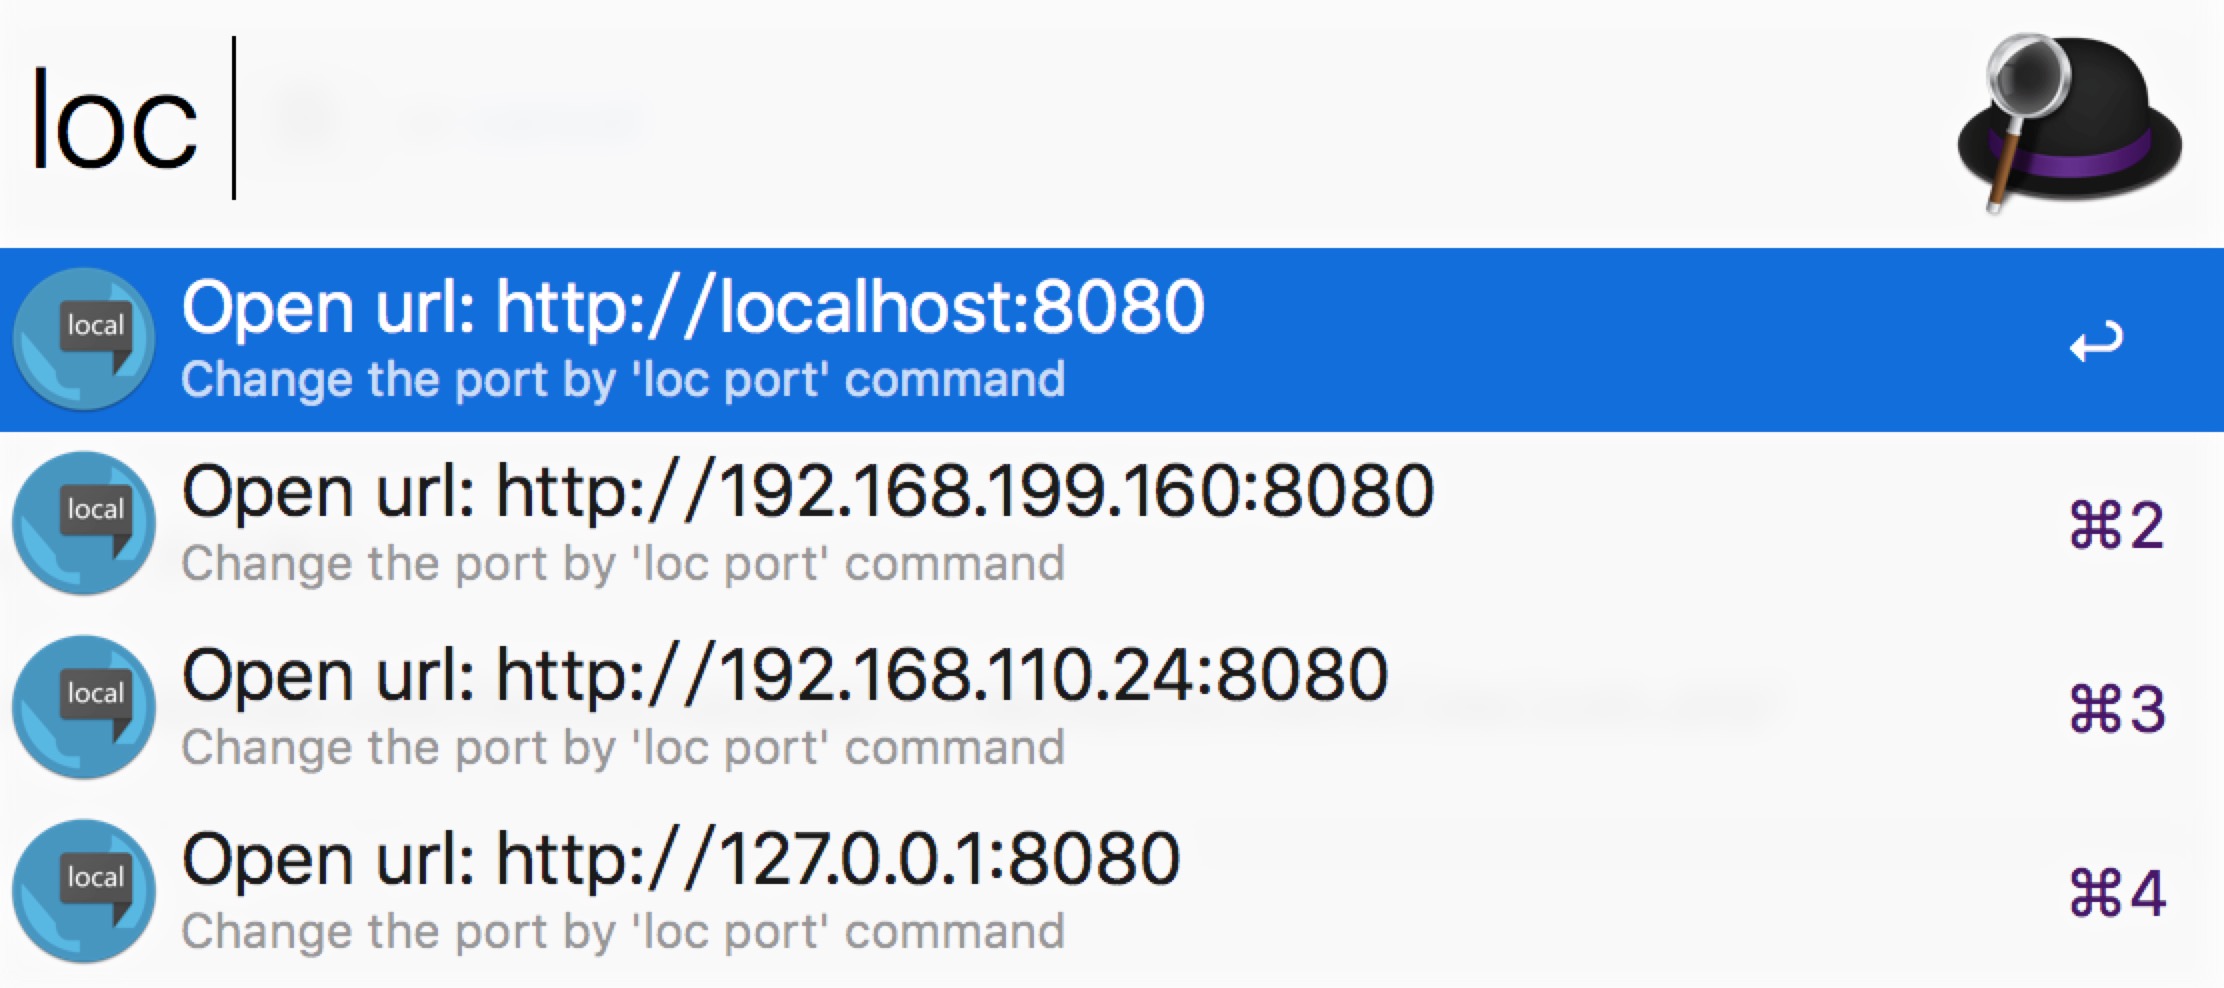 loc
Open url: http://localhost:8080
local
Change the port by 'loc port' command
↩
Open url: http://192.168.199.160:8080
local
Change the port by 'loc port' command
⌘2
Open url: http://192.168.110.24:8080
local
Change the port by 'loc port' command
⌘3
Open url: http://127.0.0.1:8080
local
Change the port by 'loc port' command
⌘4